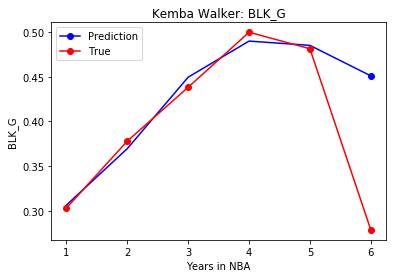 Kemba Walker: BLK_G
Prediction
True
0.50
0.45
0.40
0.35
0.30
BLK_G
1 2 3 4 5 6
Years in NBA